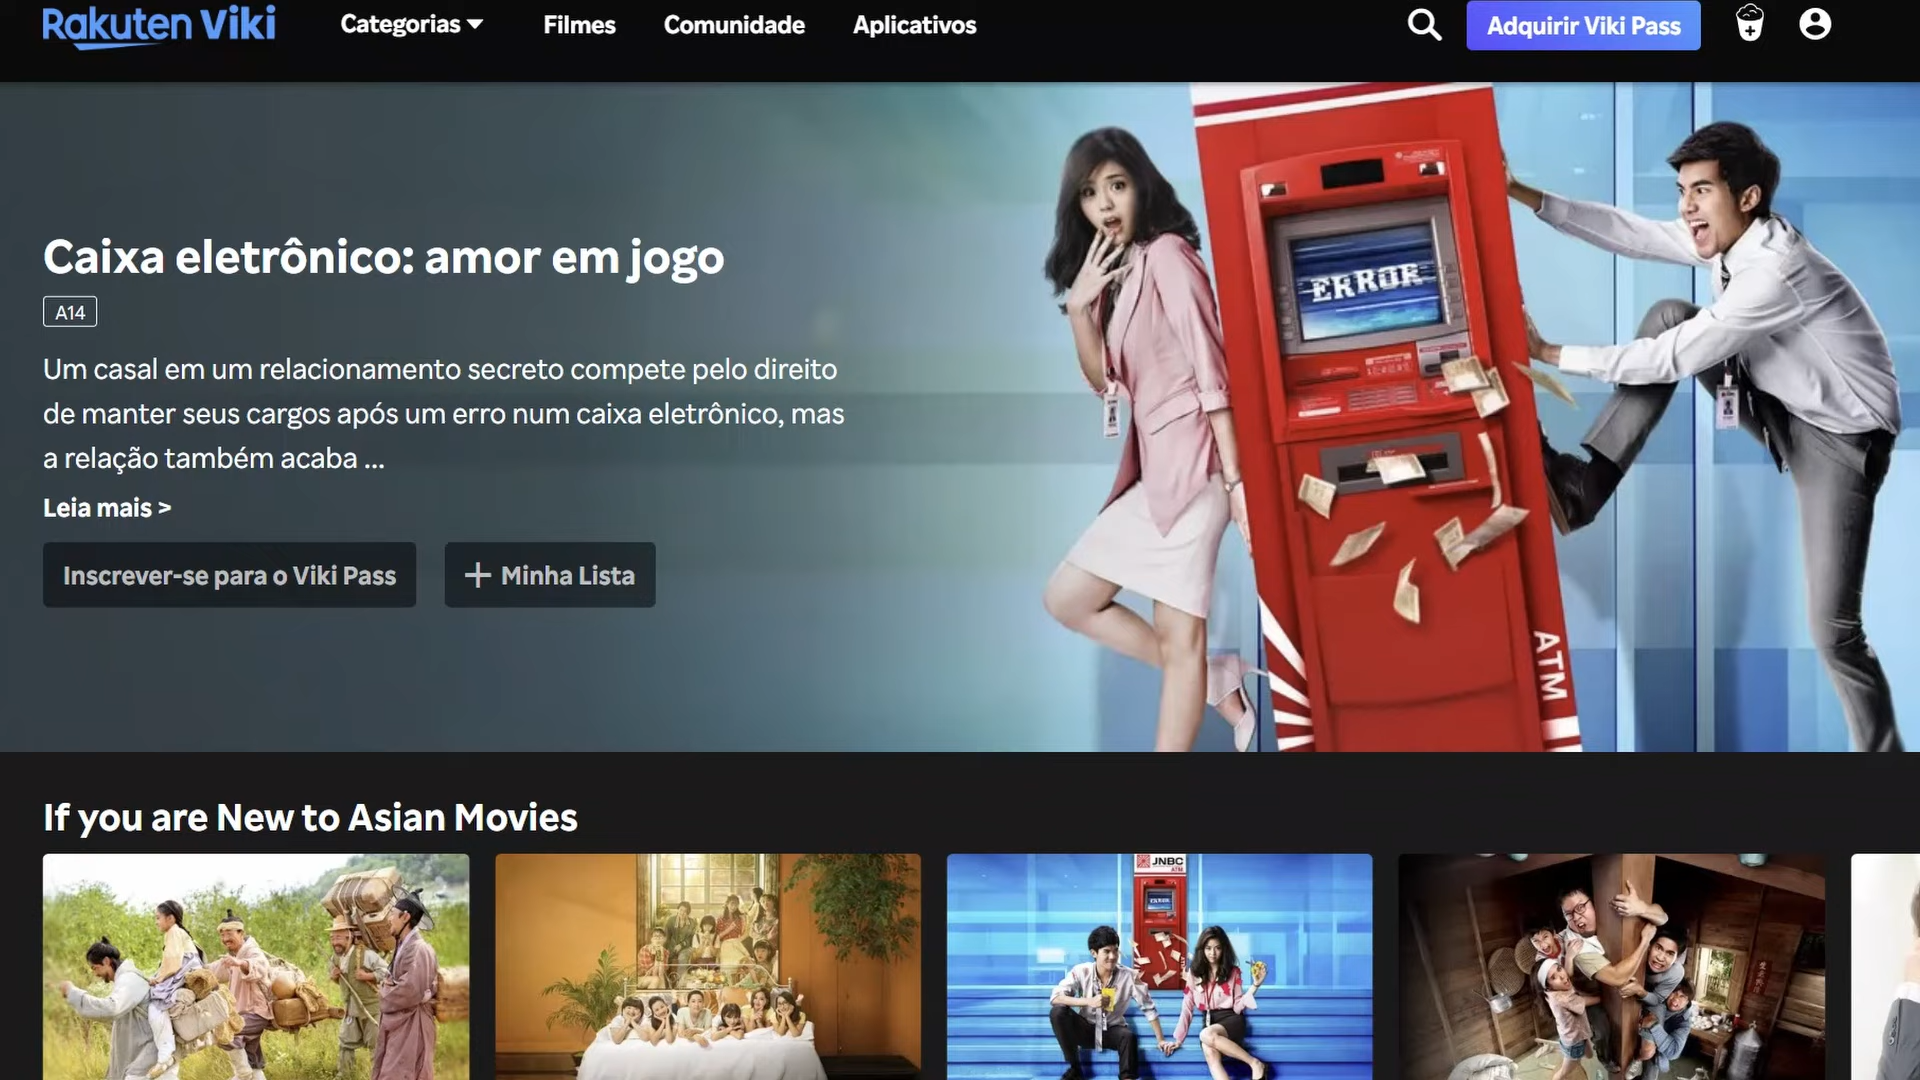 Rakuten Viki
Categorias
Filmes
Comunidade
Aplicativos
Adquirir Viki Pass
Caixa eletrônico: amor em jogo
A14
Um casal em um relacionamento secreto compete pelo direito
de manter seus cargos após um erro num caixa eletrônico, mas
a relação também acaba ...
Leia mais >
Inscrever-se para o Viki Pass
+ Minha Lista
ERROR
ATM
If you are New to Asian Movies
JNBC
ATM
ERROR